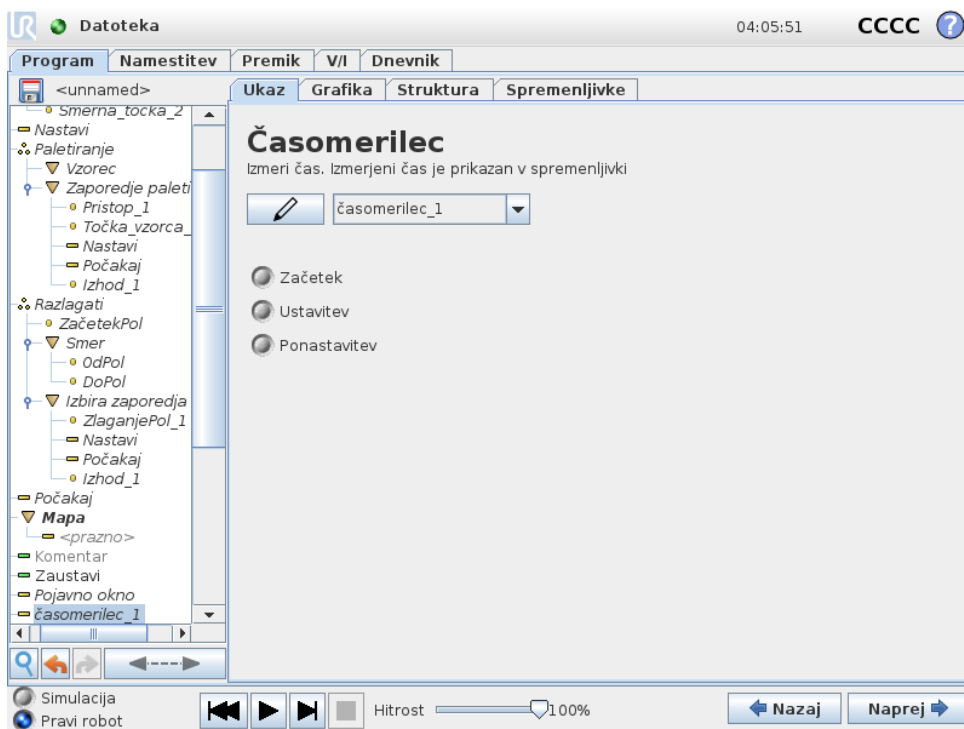 UR Datoteka 04:05:51 CCCC ?
Program Namestitev Premik V/I Dnevnik
<unnamed>
Ukaz Grafika Struktura Spremenljivke
Smerna_točka_2
Nastavi
Paletiranje
Vzorec
Zaporedje paleti
Pristop_1
Točka_vzorca_
Nastavi
Počakaj
Izhod_1
Razlagati
ZačetekPol
Smer
OdPol
DoPol
Izbira zaporedja
ZlaganjePol_1
Nastavi
Počakaj
Izhod_1
Počakaj
Mapa
<prazno>
Komentar
Zaustavi
Pojavno okno
časomerilec_1
Časomerilec
Izmeri čas. Izmerjeni čas je prikazan v spremenljivki
časomerilec_1
Začetek
Ustavitev
Ponastavitev
Simulacija
Pravi robot
Hitrost 100%
Nazaj Naprej